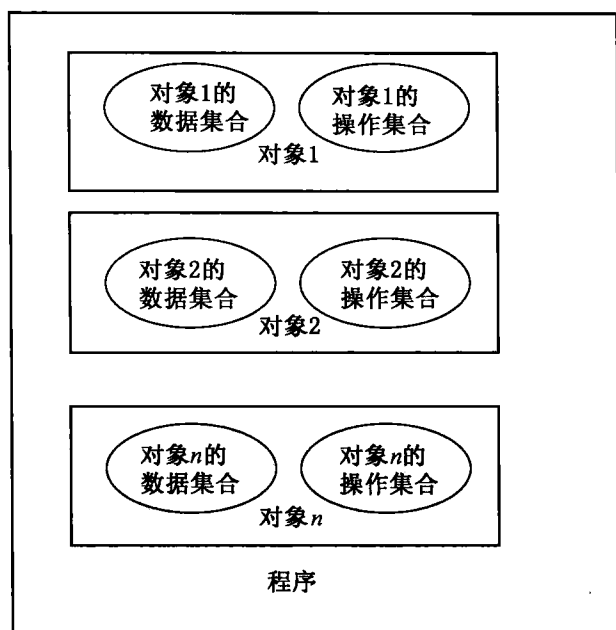 对象1的
数据集合
对象1的
操作集合
对象1
对象2的
数据集合
对象2的
操作集合
对象2
对象n的
数据集合
对象n的
操作集合
对象n
程序